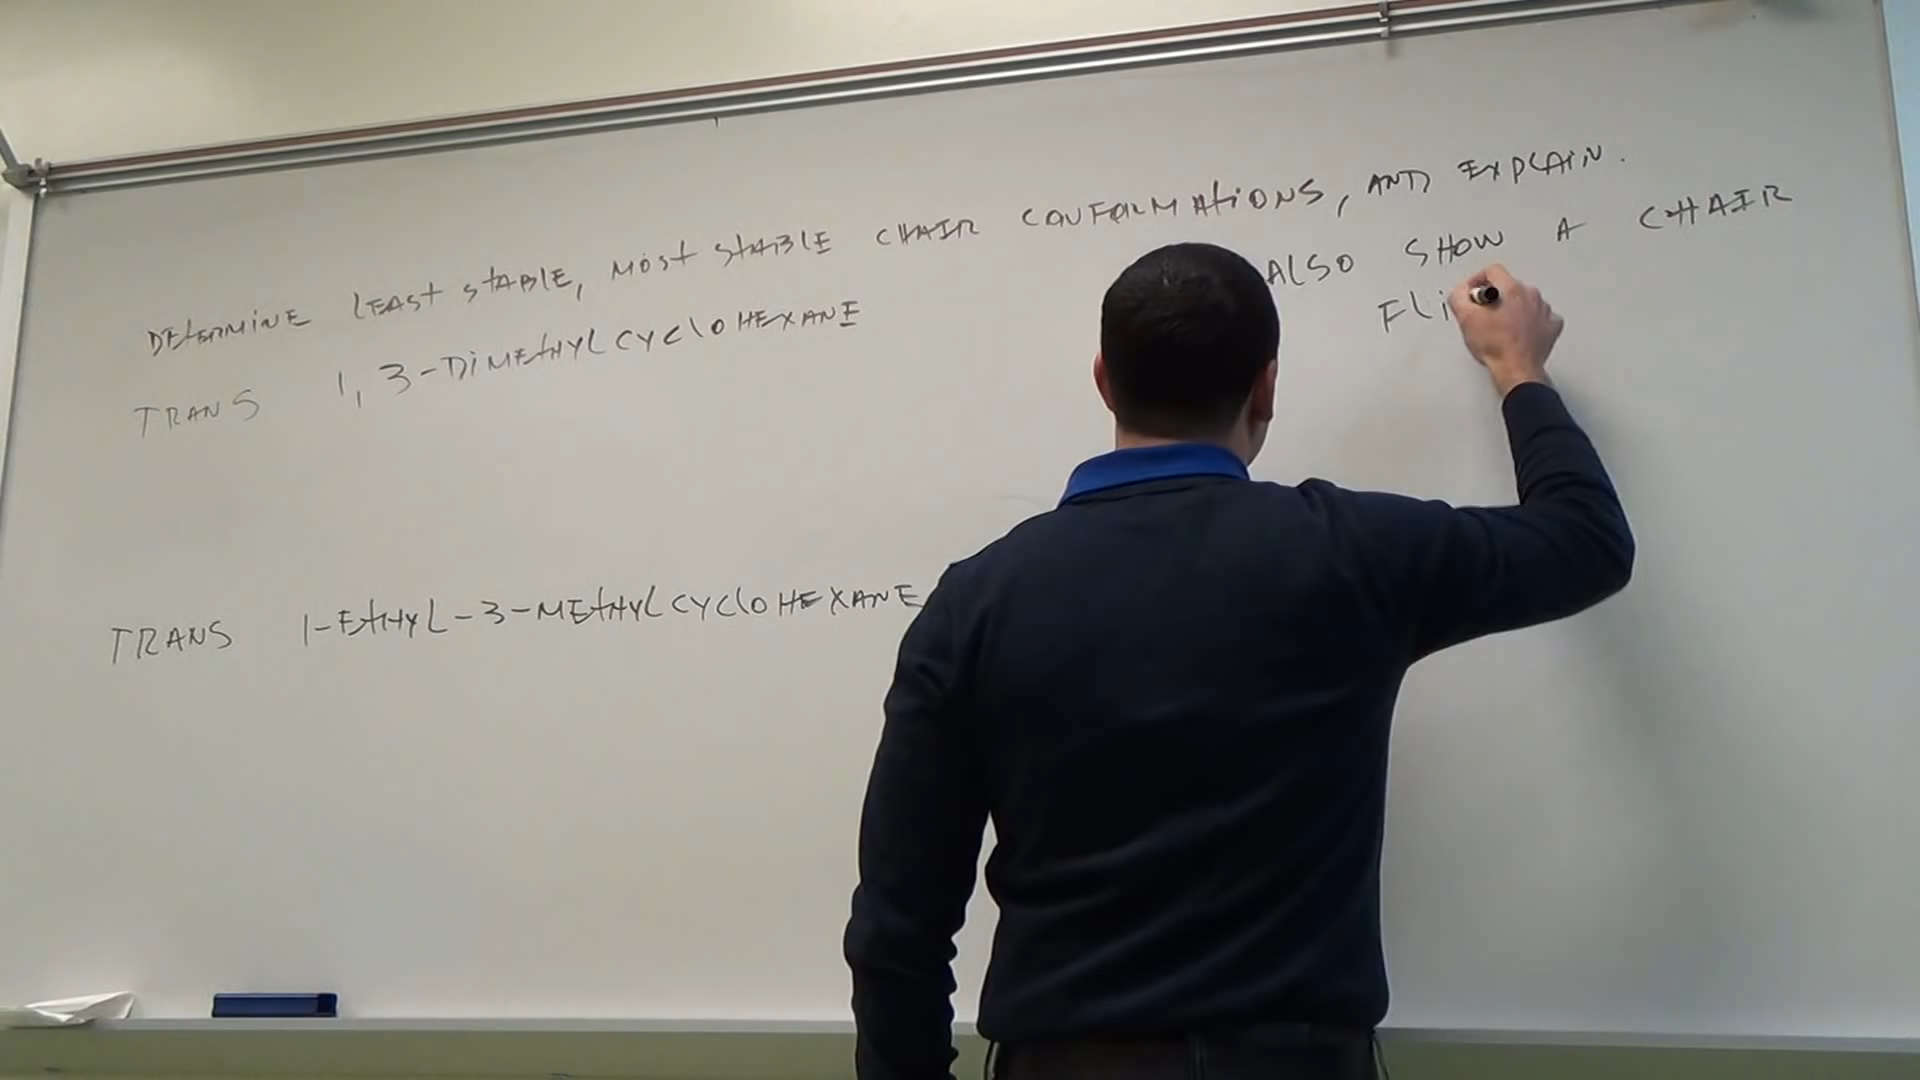 DETERMINE LEAST STABLE, MOST STABLE CHAIR CONFORMATIONS, AND EXPLAIN.
ALSO SHOW A CHAIR
FLI
TRANS 1,3-DIMETHYLCYCLOHEXANE
TRANS 1-ETHYL-3-METHYLCYCLOHEXANE